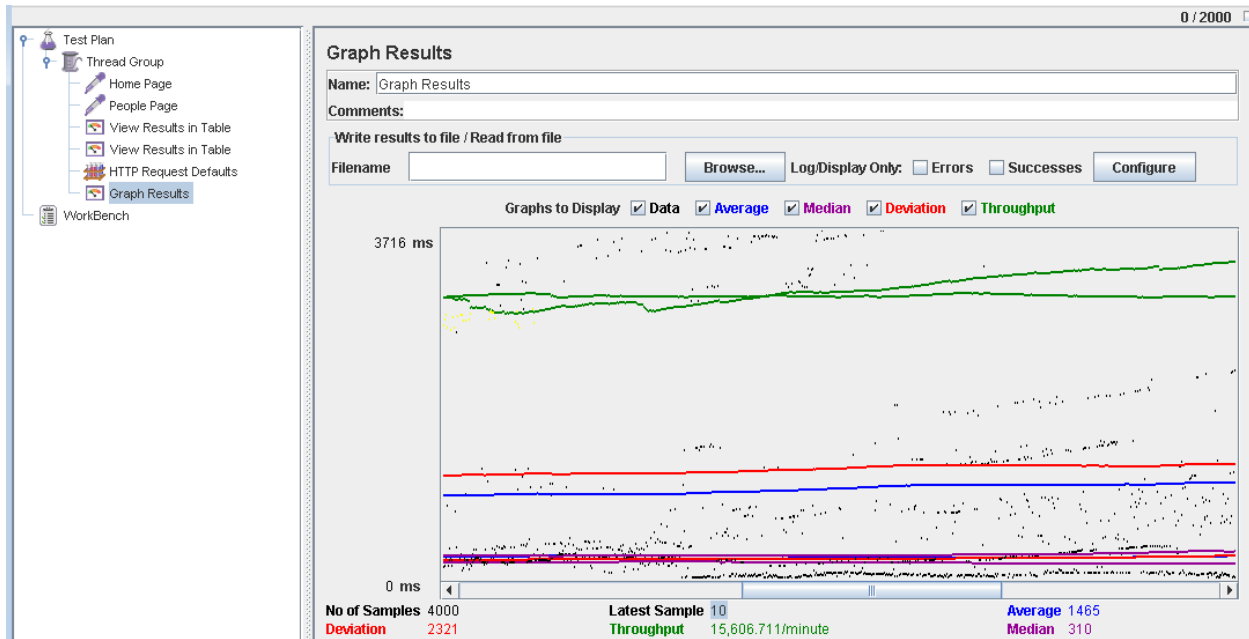 0 / 2000
Test Plan
Thread Group
Home Page
People Page
View Results in Table
View Results in Table
HTTP Request Defaults
Graph Results
WorkBench
Graph Results
Name: Graph Results
Comments:
Write results to file / Read from file
Filename Browse... Log/Display Only: Errors Successes Configure
Graphs to Display Data Average Median Deviation Throughput
3716 ms
0 ms
No of Samples 4000 Latest Sample 10 Average 1465
Deviation 2321 Throughput 15,606.711/minute Median 310